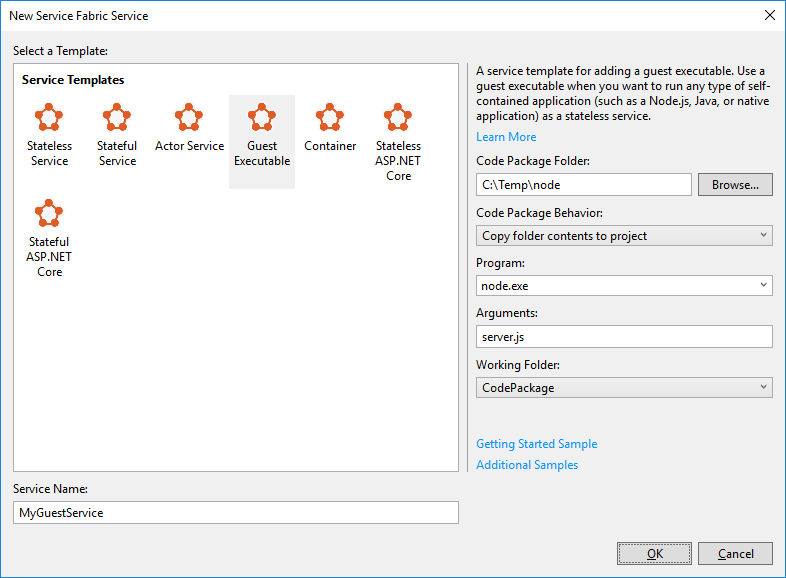 New Service Fabric Service
Select a Template:
Service Templates
Stateless
Service
Stateful
Service
Actor Service
Guest
Executable
Container
Stateless
ASP.NET
Core
Stateful
ASP.NET
Core
A service template for adding a guest executable. Use a
guest executable when you want to run any type of self-
contained application (such as a Node.js, Java, or native
application) as a stateless service.
Learn More
Code Package Folder:
C:\Temp\node
Browse...
Code Package Behavior:
Copy folder contents to project
Program:
node.exe
Arguments:
server.js
Working Folder:
CodePackage
Getting Started Sample
Additional Samples
Service Name:
MyGuestService
OK
Cancel